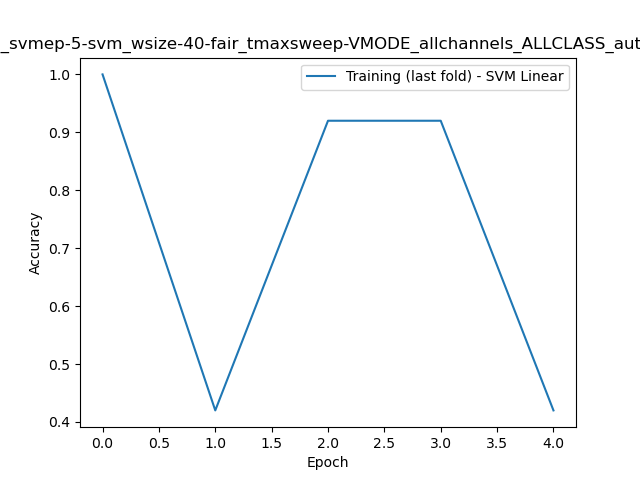 _svmep-5-svm_wsize-40-fair_tmaxsweep-VMODE_allchannels_ALLCLASS_aut
Training (last fold) - SVM Linear
1.0
0.9
0.8
0.7
0.6
0.5
0.4
Accuracy
0.0 0.5 1.0 1.5 2.0 2.5 3.0 3.5 4.0
Epoch